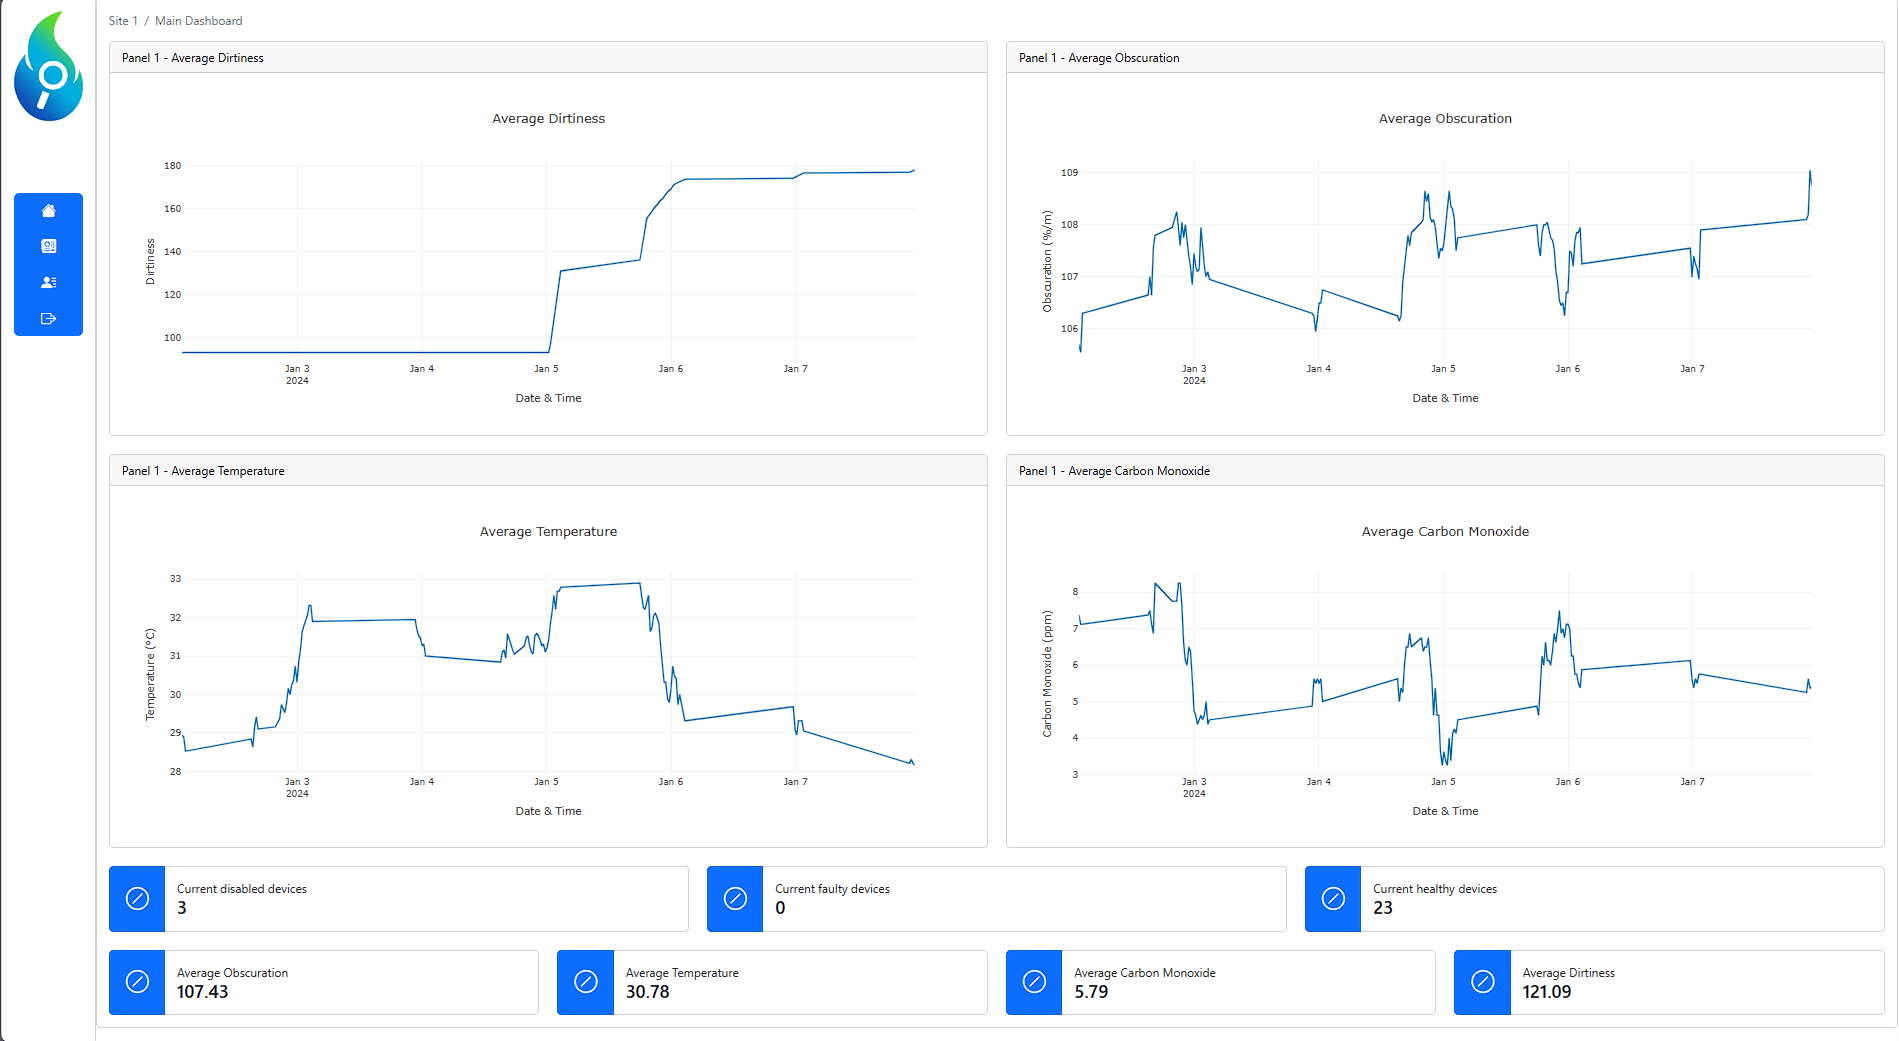 Site 1 / Main Dashboard
Panel 1 - Average Dirtiness
Average Dirtiness
180
160
140
120
100
Dirtiness
Jan 3
2024
Jan 4
Jan 5
Jan 6
Jan 7
Date & Time
Panel 1 - Average Obscuration
Average Obscuration
109
108
107
106
Obscuration (%/m)
Jan 3
2024
Jan 4
Jan 5
Jan 6
Jan 7
Date & Time
Panel 1 - Average Temperature
Average Temperature
33
32
31
30
29
28
Temperature (°C)
Jan 3
2024
Jan 4
Jan 5
Jan 6
Jan 7
Date & Time
Panel 1 - Average Carbon Monoxide
Average Carbon Monoxide
8
7
6
5
4
3
Carbon Monoxide (ppm)
Jan 3
2024
Jan 4
Jan 5
Jan 6
Jan 7
Date & Time
Current disabled devices
3
Current faulty devices
0
Current healthy devices
23
Average Obscuration
107.43
Average Temperature
30.78
Average Carbon Monoxide
5.79
Average Dirtiness
121.09